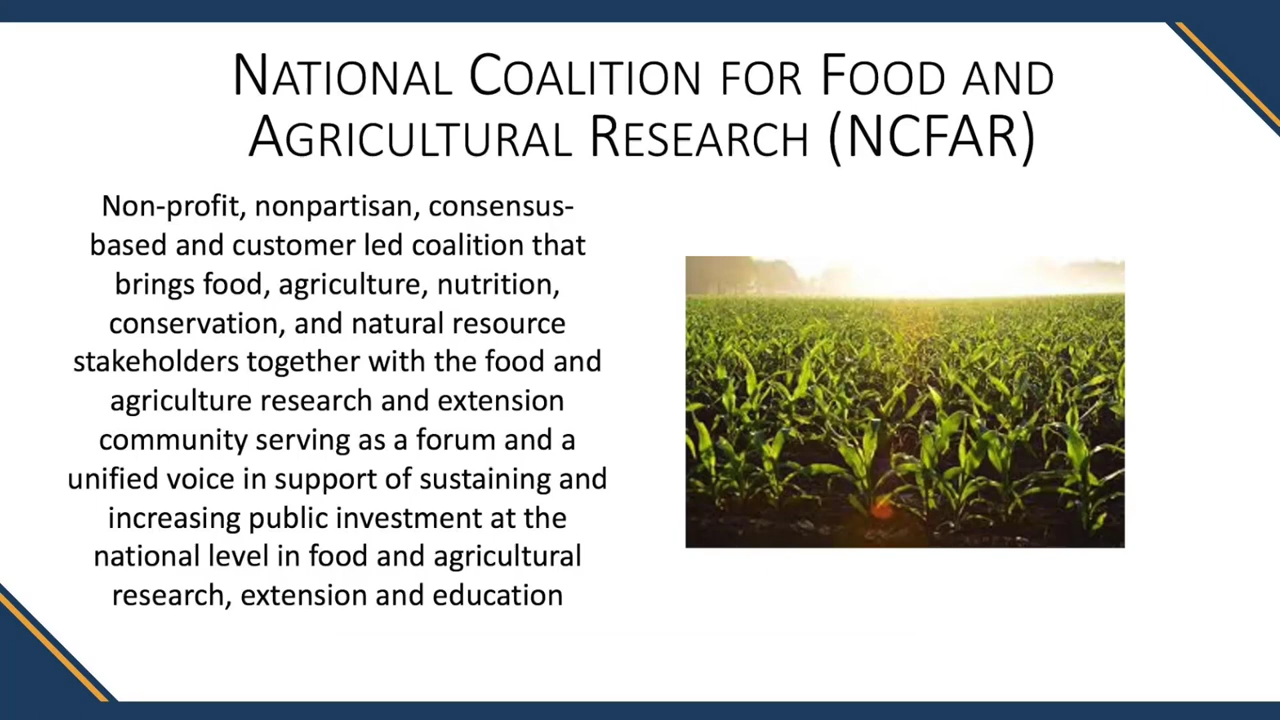 National Coalition for Food and
Agricultural Research (NCFAR)
Non-profit, nonpartisan, consensus-
based and customer led coalition that
brings food, agriculture, nutrition,
conservation, and natural resource
stakeholders together with the food and
agriculture research and extension
community serving as a forum and a
unified voice in support of sustaining and
increasing public investment at the
national level in food and agricultural
research, extension and education